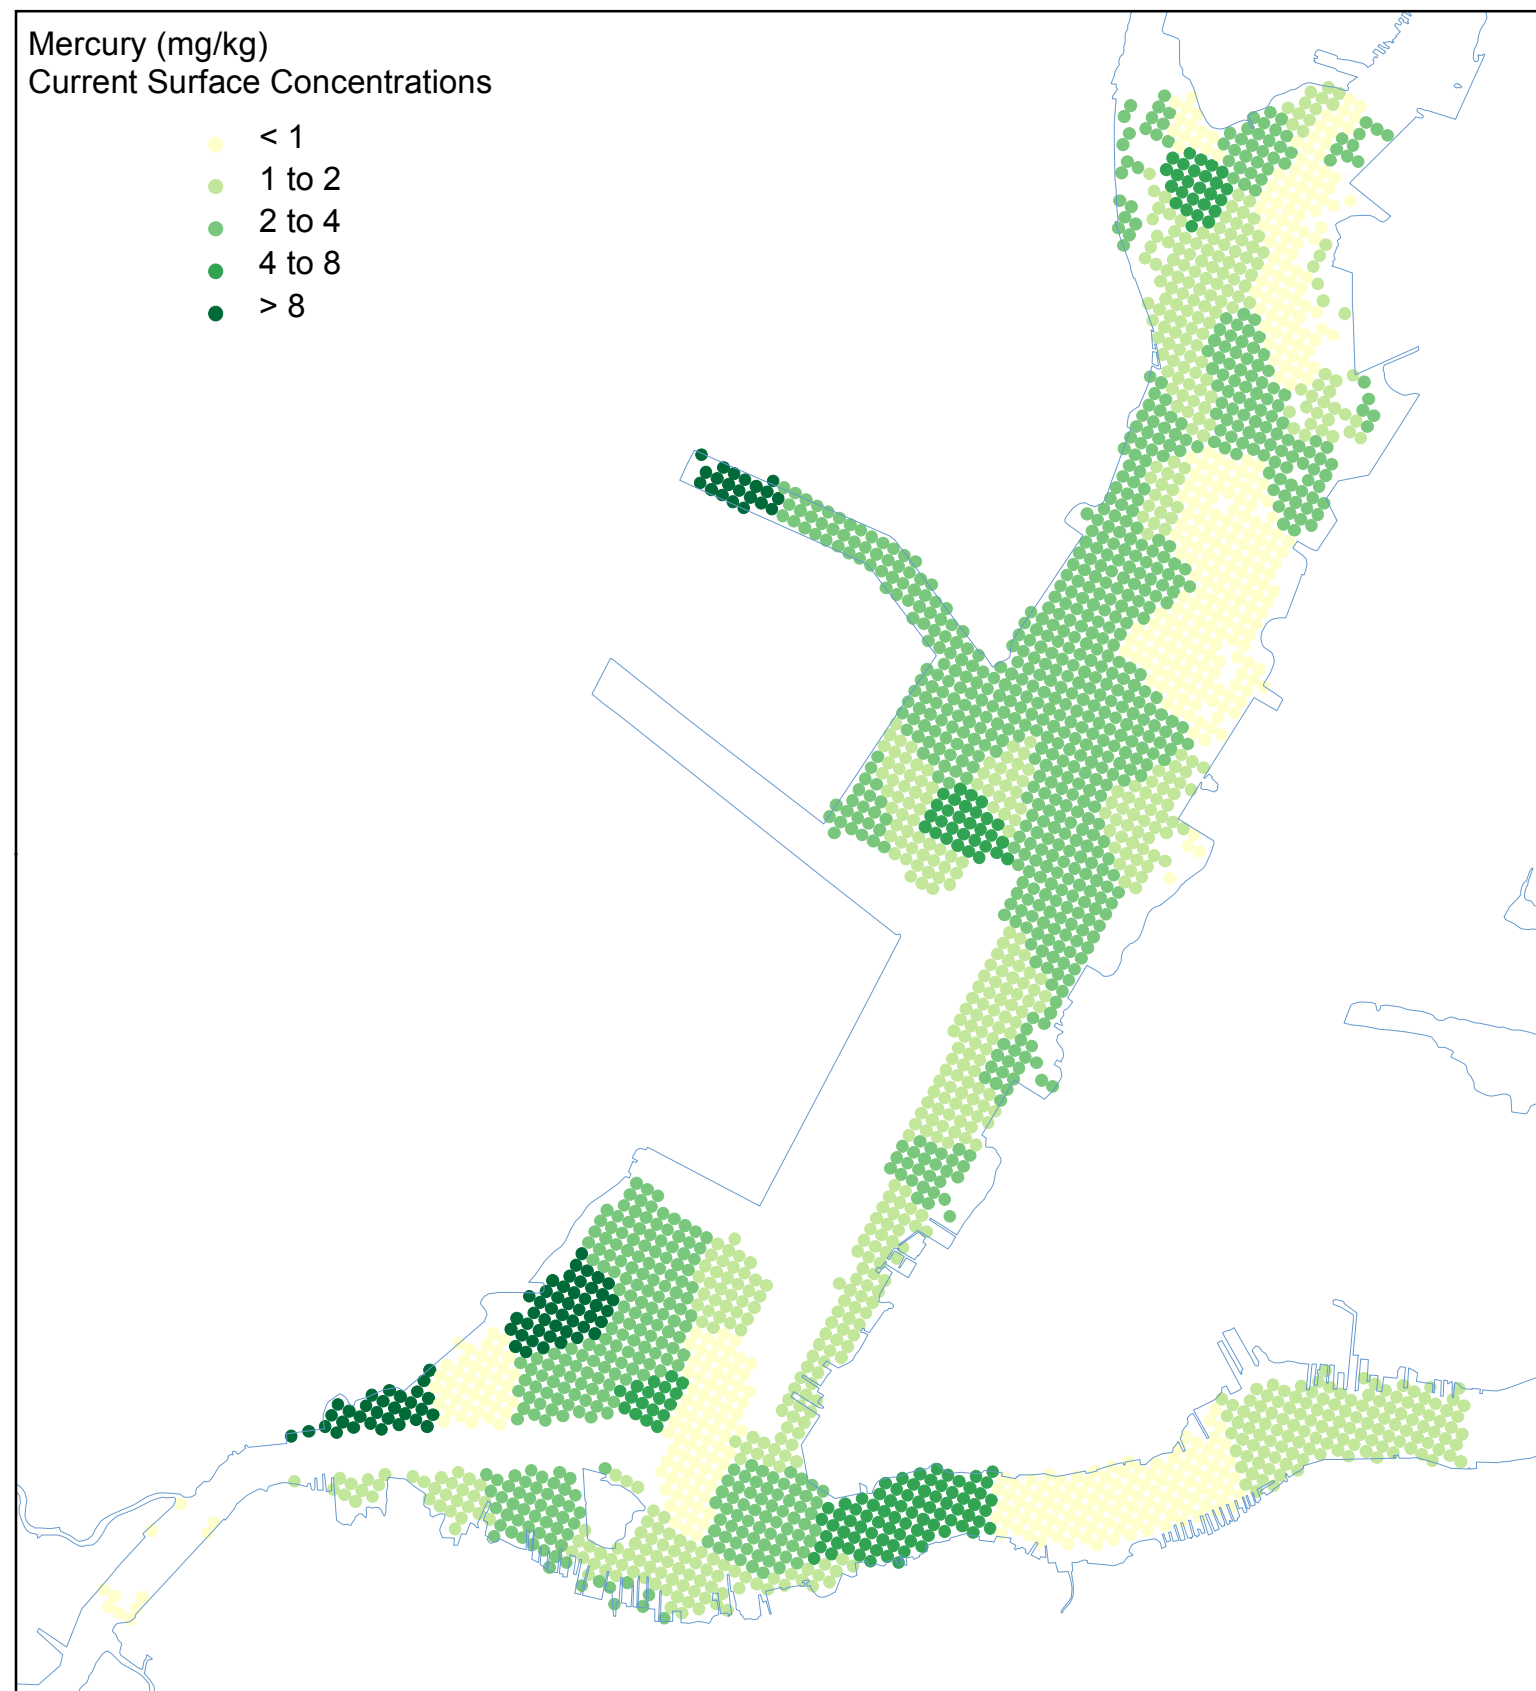 Mercury (mg/kg)
Current Surface Concentrations
< 1
1 to 2
2 to 4
4 to 8
> 8